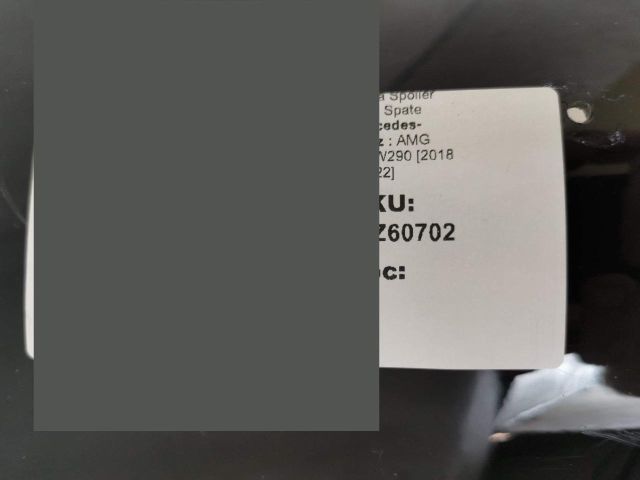 Spoiler
Spate
cedes-
z : AMG
W290 [2018
22]
KU:
Z60702
oc: